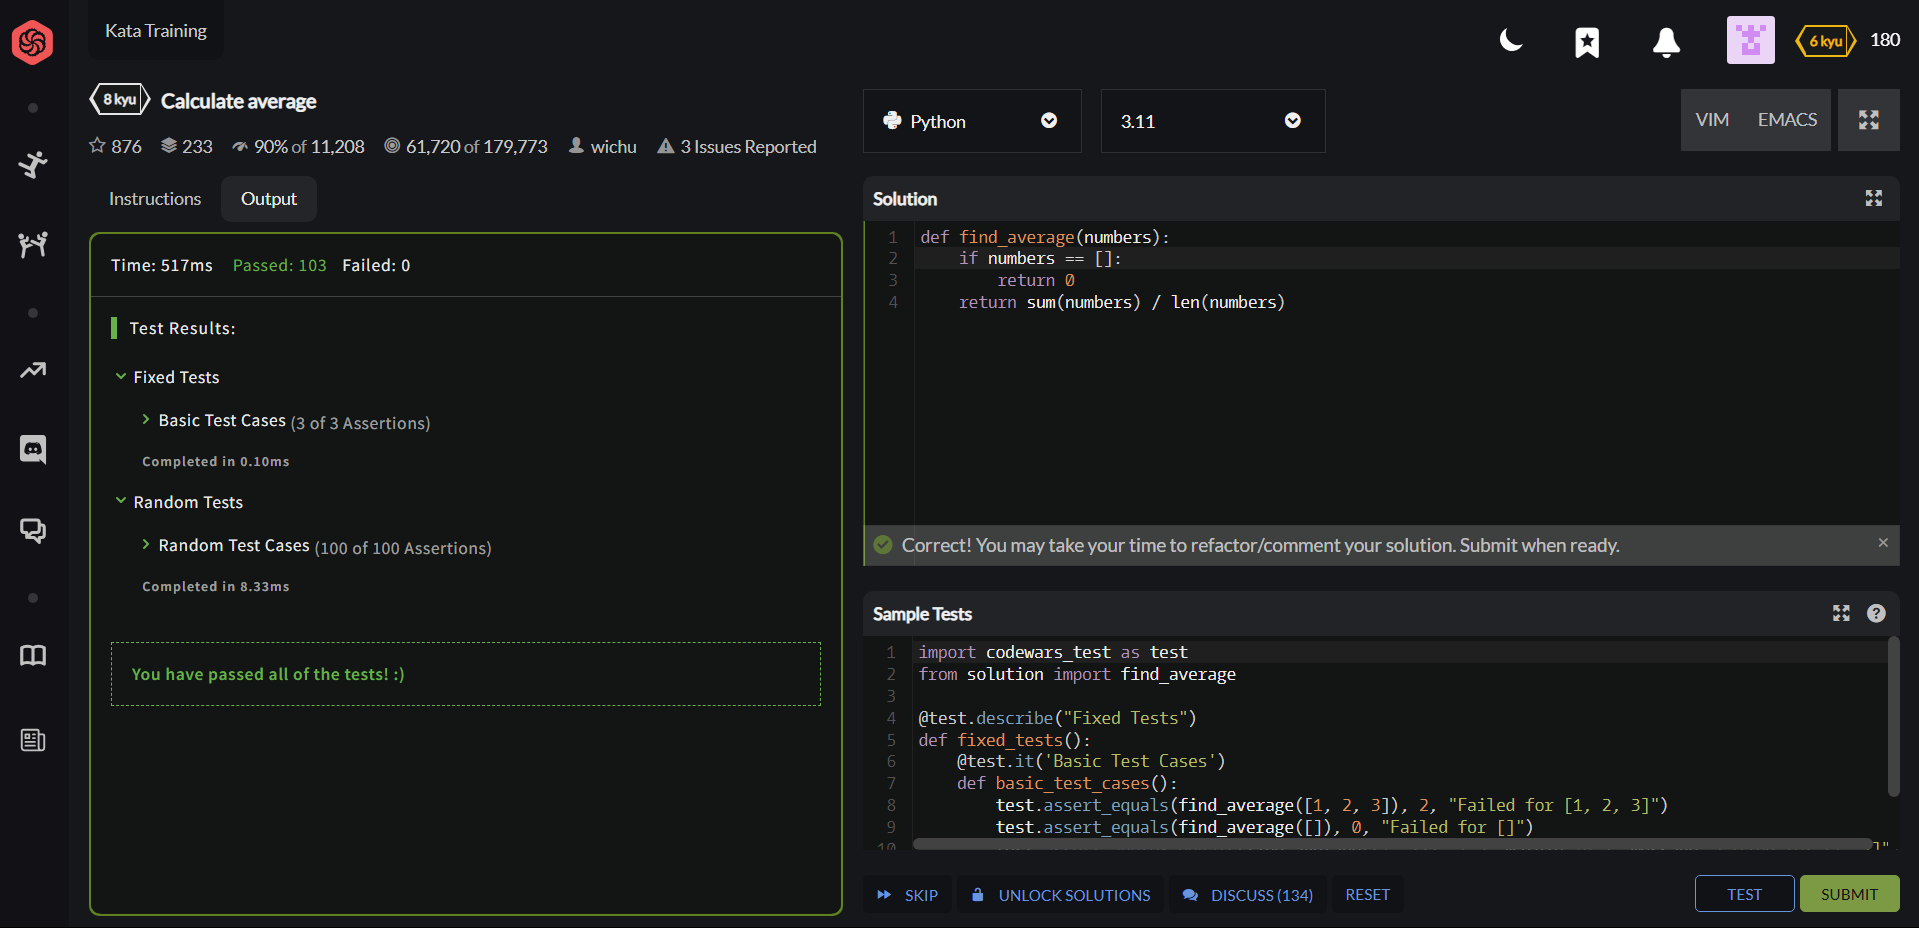 Kata Training
6 kyu 180
8 kyu Calculate average
876 233 90% of 11,208 61,720 of 179,773 wichu 3 Issues Reported
Python 3.11 VIM EMACS
Instructions Output
Time: 517ms Passed: 103 Failed: 0
Test Results:
Fixed Tests
Basic Test Cases (3 of 3 Assertions)
Completed in 0.10ms
Random Tests
Random Test Cases (100 of 100 Assertions)
Completed in 8.33ms
You have passed all of the tests! :)
Solution
1 def find_average(numbers):
2     if numbers == []:
3         return 0
4     return sum(numbers) / len(numbers)
Correct! You may take your time to refactor/comment your solution. Submit when ready. ×
Sample Tests ?
1 import codewars_test as test
2 from solution import find_average
3
4 @test.describe("Fixed Tests")
5 def fixed_tests():
6     @test.it('Basic Test Cases')
7     def basic_test_cases():
8         test.assert_equals(find_average([1, 2, 3]), 2, "Failed for [1, 2, 3]")
9         test.assert_equals(find_average([]), 0, "Failed for []")
10
SKIP UNLOCK SOLUTIONS DISCUSS (134) RESET TEST SUBMIT